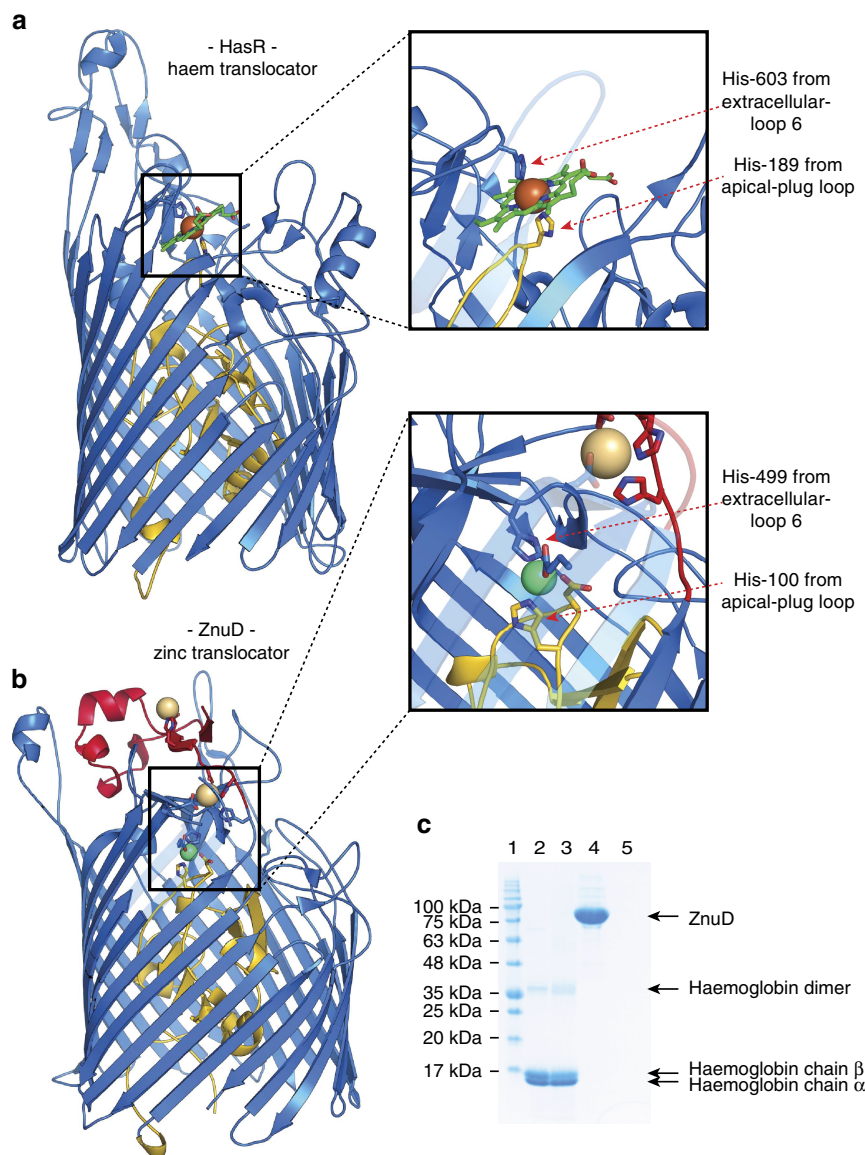 a
- HasR -
haem translocator
His-603 from
extracellular-
loop 6
His-189 from
apical-plug loop
His-499 from
extracellular-
loop 6
His-100 from
apical-plug loop
- ZnuD -
zinc translocator
b
c
1 2 3 4 5
100 kDa
75 kDa
63 kDa
48 kDa
35 kDa
25 kDa
20 kDa
17 kDa
ZnuD
Haemoglobin dimer
Haemoglobin chain β
Haemoglobin chain α